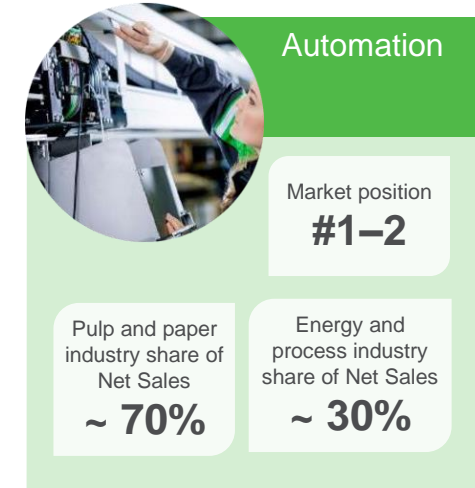 Automation
Market position
#1–2
Pulp and paper
industry share of
Net Sales
~ 70%
Energy and
process industry
share of Net Sales
~ 30%